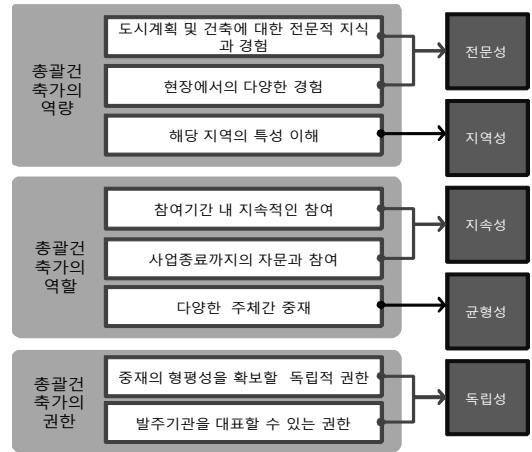 총괄건
축가의
역량
도시계획 및 건축에 대한 전문적 지식
과 경험
현장에서의 다양한 경험
해당 지역의 특성 이해
전문성
지역성
총괄건
축가의
역할
참여기간 내 지속적인 참여
사업종료까지의 자문과 참여
다양한 주체간 중재
지속성
균형성
총괄건
축가의
권한
중재의 형평성을 확보할 독립적 권한
발주기관을 대표할 수 있는 권한
독립성